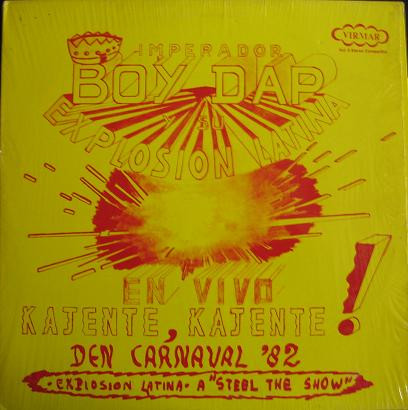 IMPERADOR
VIRMAR
BOY DAP
Y SU
EXPLOSION LATINA
EN VIVO
KAJENTE, KAJENTE!
DEN CARNAVAL '82
-EXPLOSION LATINA- A "STEEL THE SHOW"